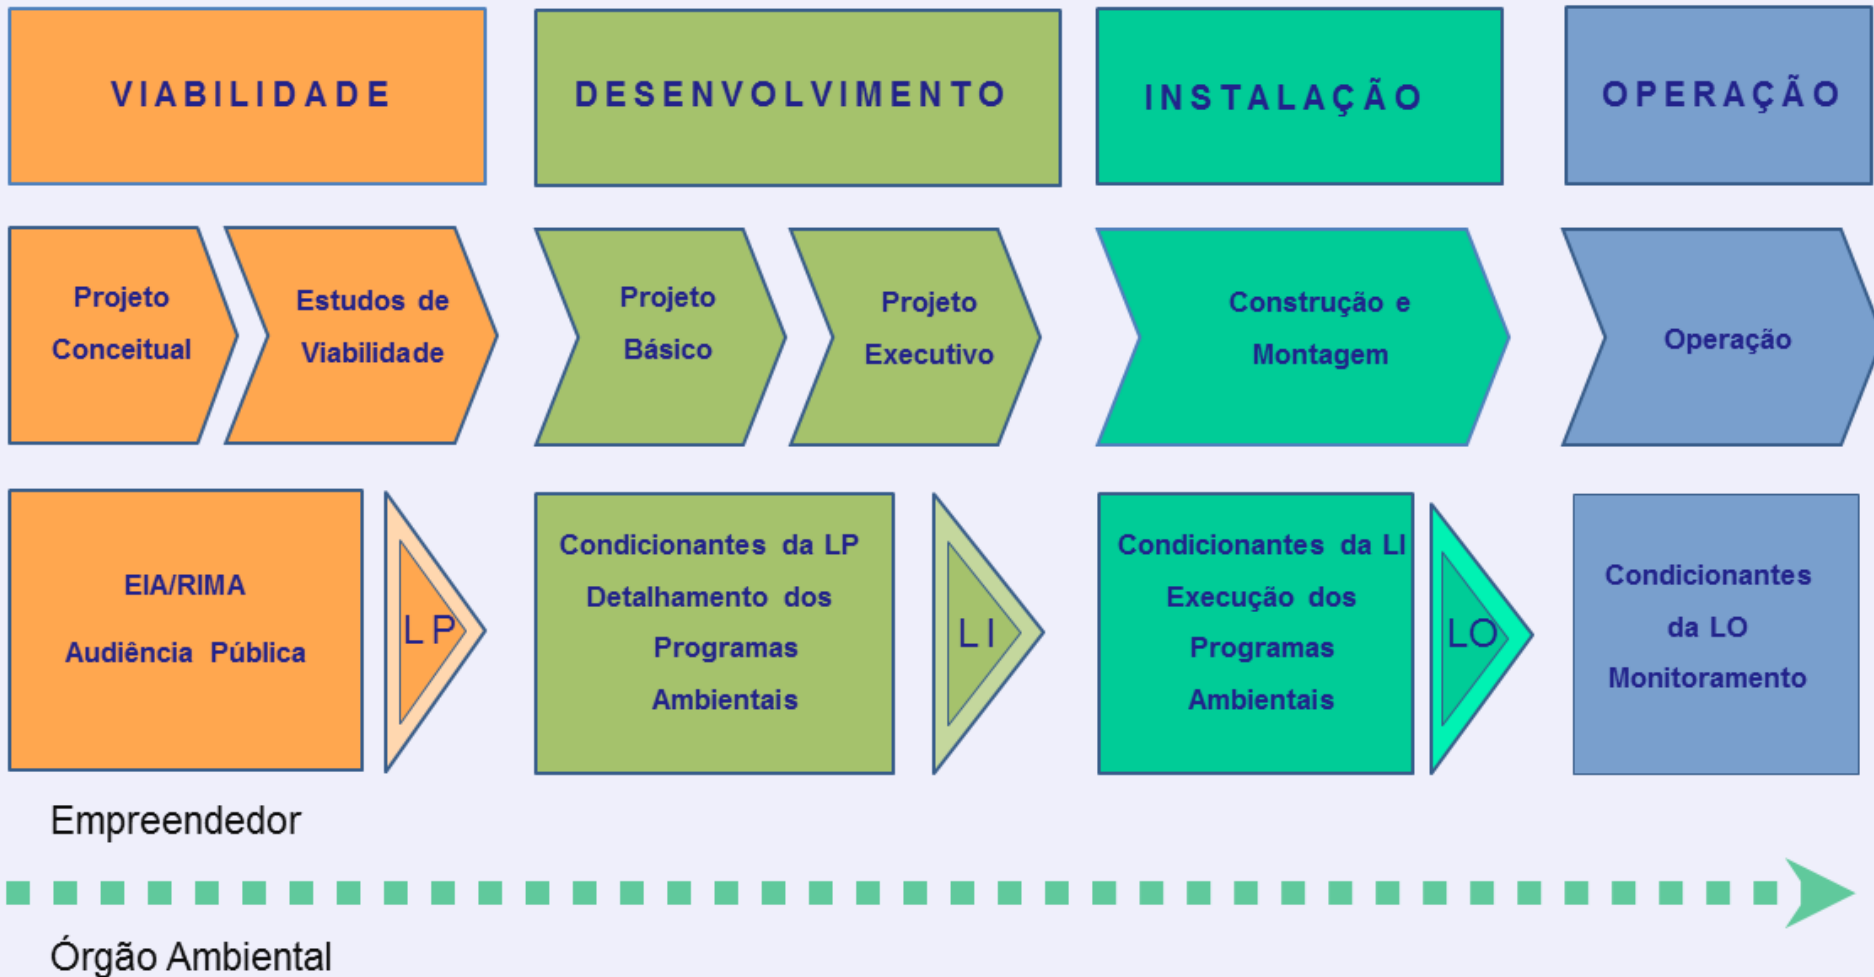 VIABILIDADE
DESENVOLVIMENTO
INSTALAÇÃO
OPERAÇÃO
Projeto
Conceitual
Estudos de
Viabilidade
Projeto
Básico
Projeto
Executivo
Construção e
Montagem
Operação
EIA/RIMA
Audiência Pública
LP
Condicionantes da LP
Detalhamento dos
Programas
Ambientais
LI
Condicionantes da LI
Execução dos
Programas
Ambientais
LO
Condicionantes
da LO
Monitoramento
Empreendedor
Órgão Ambiental